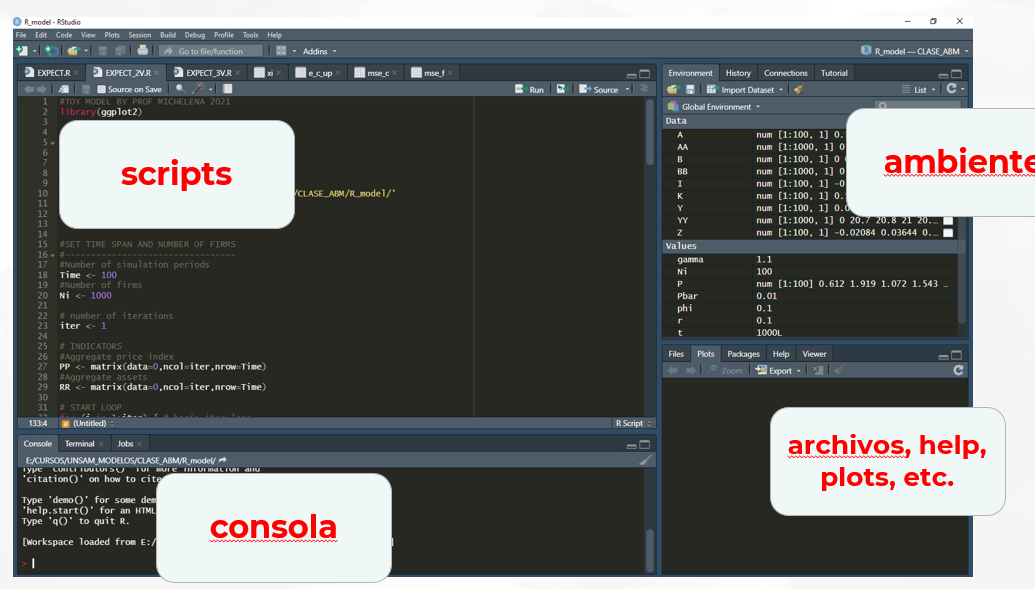 R_model - RStudio
File Edit Code View Plots Session Build Debug Profile Tools Help
Go to file/function Addins R_model — CLASE_ABM
EXPECT.R EXPECT_2V.R EXPECT_3V.R xi e_c_up mse_c mse_f
Source on Save Run Source
1 #TOY MODEL BY PROF MICHELENA 2021
2 library(ggplot2)
3
4
5
6
7
8
9
10 /CLASE_ABM/R_model/'
11
12
13
14
15 #SET TIME SPAN AND NUMBER OF FIRMS
16 #--------------------------------
17 #Number of simulation periods
18 Time <- 100
19 #Number of firms
20 Ni <- 1000
21
22 # number of iterations
23 iter <- 1
24
25 # INDICATORS
26 #Aggregate price index
27 PP <- matrix(data=0,ncol=iter,nrow=Time)
28 #Aggregate assets
29 RR <- matrix(data=0,ncol=iter,nrow=Time)
30
31 # START LOOP
133:4 (Untitled) R Script
scripts
Console Terminal Jobs
E:/CURSOS/UNSAM_MODELOS/CLASE_ABM/R_model/
Type 'contributors()' for more information and
'citation()' on how to cite
Type 'demo()' for some dem
'help.start()' for an HTML
Type 'q()' to quit R.
[Workspace loaded from E:/ ]
>
consola
Environment History Connections Tutorial
Import Dataset List
Global Environment
Data
A num [1:100, 1] 0.
AA num [1:1000, 1] 0
B num [1:100, 1] 0
BB num [1:1000, 1] 0
I num [1:100, 1] -0
K num [1:100, 1] 0.
Y num [1:100, 1] 0.0
YY num [1:1000, 1] 0 20.7 20.8 21 20...
Z num [1:100, 1] -0.02084 0.03644 0...
Values
gamma 1.1
Ni 100
P num [1:100] 0.612 1.919 1.072 1.543 …
Pbar 0.01
phi 0.1
r 0.1
t 1000L
ambiente
Files Plots Packages Help Viewer
Zoom Export
archivos, help,
plots, etc.